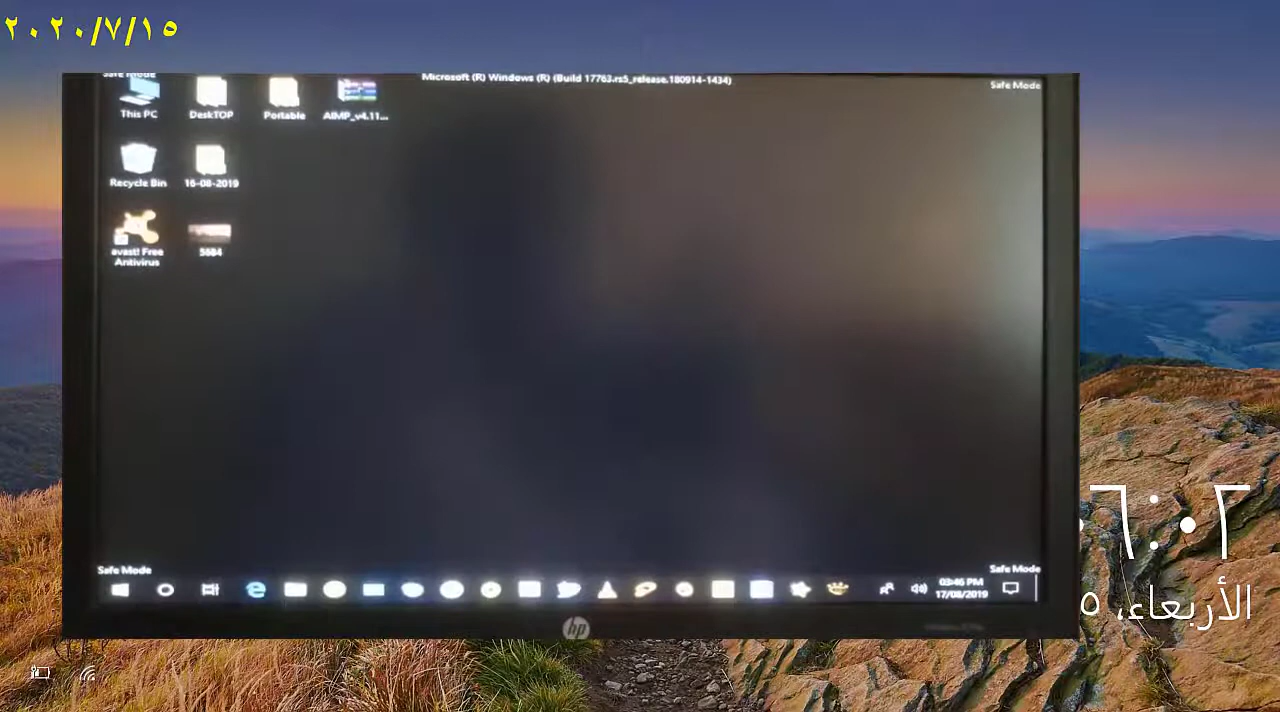 ٢٠٢٠/٧/١٥
Safe Mode
Microsoft (R) Windows (R) (Build 17763.rs5_release.180914-1434)
Safe Mode
This PC
DeskTOP
Portable
AIMP_v4.11...
Recycle Bin
16-08-2019
avast! Free
Antivirus
5684
٠٦:٠٢
الأربعاء، ٥
Safe Mode
Safe Mode
03:46 PM
17/08/2019
hp